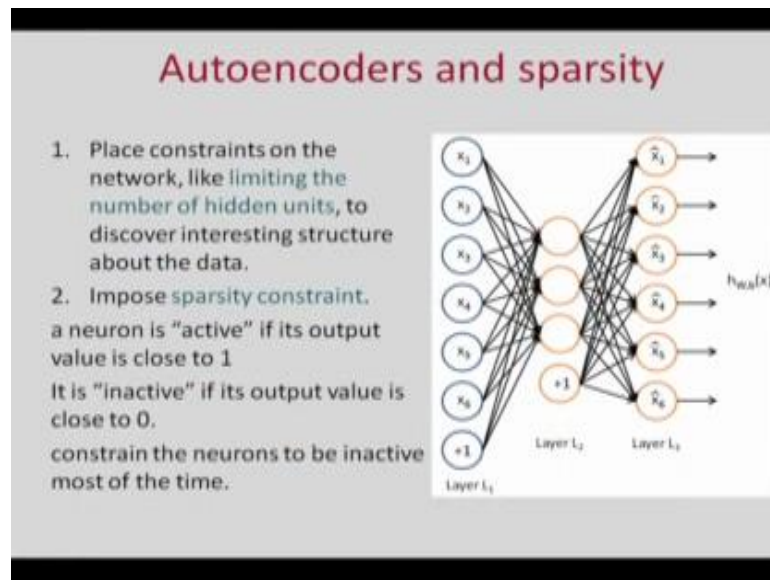 Autoencoders and sparsity
1. Place constraints on the
network, like limiting the
number of hidden units, to
discover interesting structure
about the data.
2. Impose sparsity constraint.
a neuron is "active" if its output
value is close to 1
It is "inactive" if its output value is
close to 0.
constrain the neurons to be inactive
most of the time.
x₁
x₂
x₃
x₄
x₅
x₆
+1
Layer L₁
+1
Layer L₂
x̂₁
x̂₂
x̂₃
x̂₄
x̂₅
x̂₆
Layer L₃
h_W,b(x)